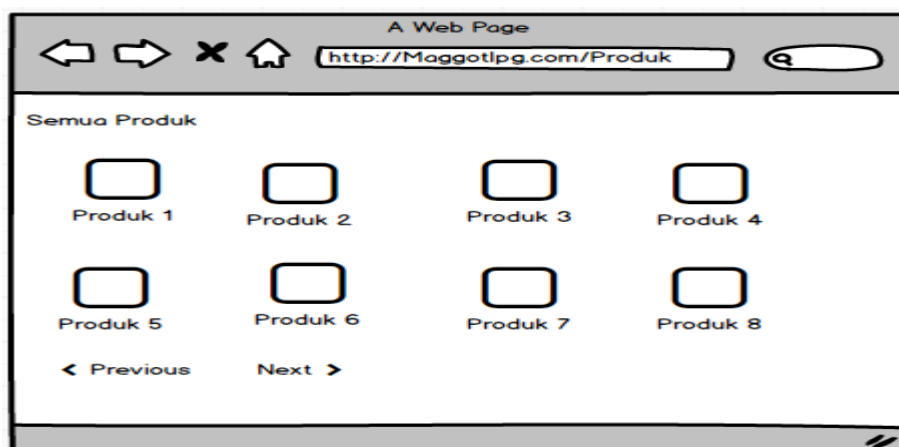 A Web Page
http://Maggotlpg.com/Produk
Semua Produk
Produk 1 Produk 2 Produk 3 Produk 4
Produk 5 Produk 6 Produk 7 Produk 8
< Previous Next >